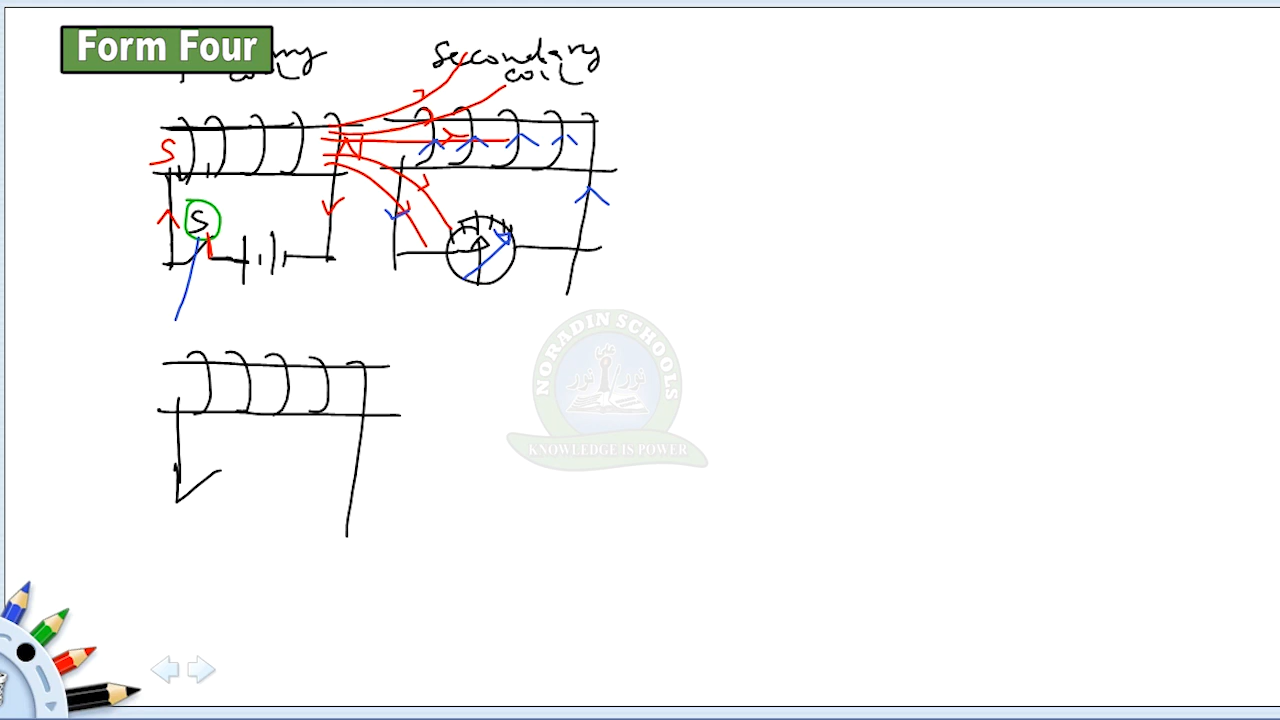 Form Four
Secondary
coil
S
N
S
NORADIN SCHOOLS
KNOWLEDGE IS POWER